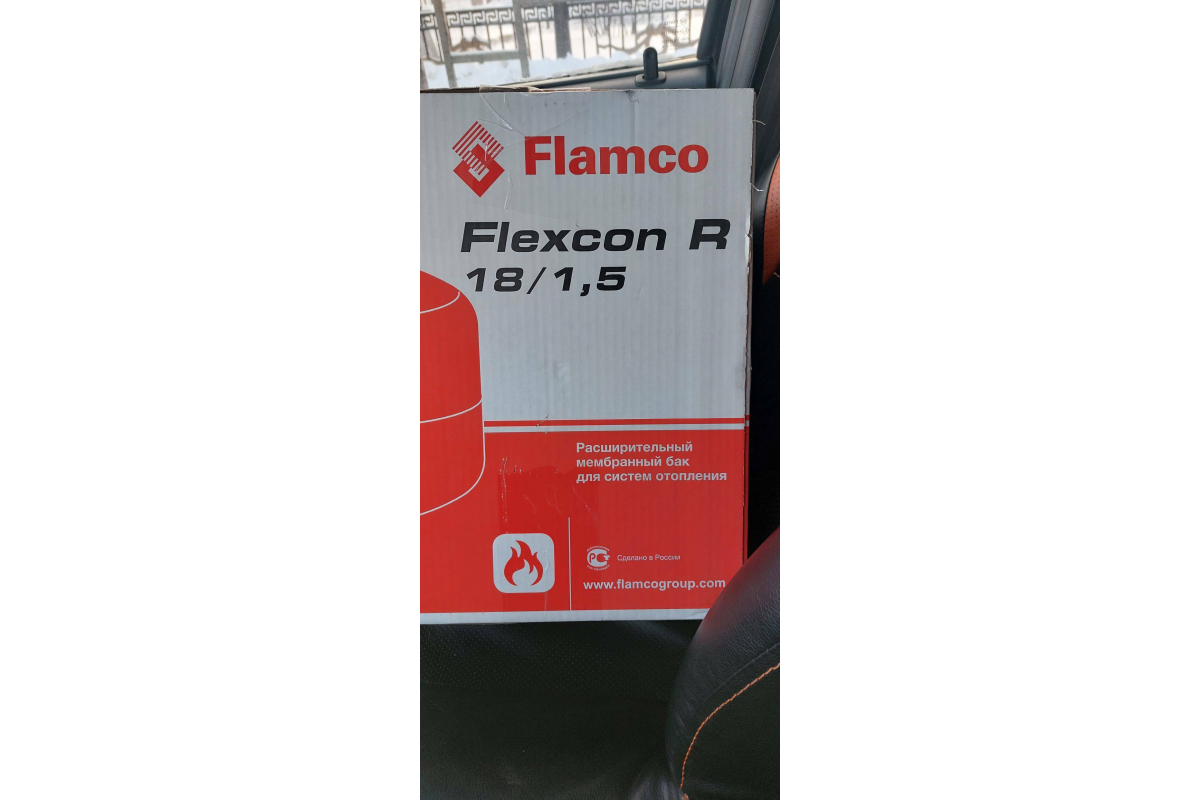 Flamco
Flexcon R
18/1,5
Расширительный
мембранный бак
для систем отопления
Сделано в России
www.flamcogroup.com